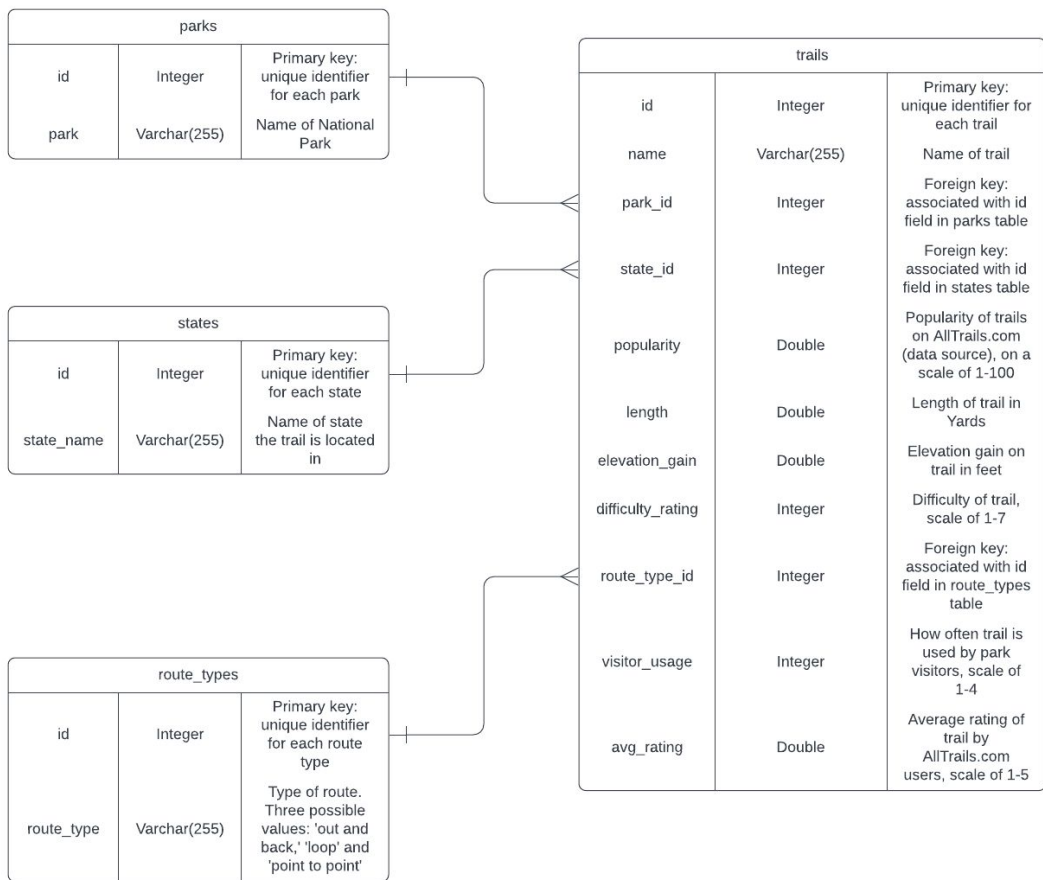 parks
id
Integer
Primary key:
unique identifier
for each park
park
Varchar(255)
Name of National
Park
states
id
Integer
Primary key:
unique identifier
for each state
state_name
Varchar(255)
Name of state
the trail is located
in
route_types
id
Integer
Primary key:
unique identifier
for each route
type
route_type
Varchar(255)
Type of route.
Three possible
values: 'out and
back,' 'loop' and
'point to point'
trails
id
Integer
Primary key:
unique identifier for
each trail
name
Varchar(255)
Name of trail
park_id
Integer
Foreign key:
associated with id
field in parks table
state_id
Integer
Foreign key:
associated with id
field in states table
popularity
Double
Popularity of trails
on AllTrails.com
(data source), on a
scale of 1-100
length
Double
Length of trail in
Yards
elevation_gain
Double
Elevation gain on
trail in feet
difficulty_rating
Integer
Difficulty of trail,
scale of 1-7
route_type_id
Integer
Foreign key:
associated with id
field in route_types
table
visitor_usage
Integer
How often trail is
used by park
visitors, scale of
1-4
avg_rating
Double
Average rating of
trail by
AllTrails.com
users, scale of 1-5